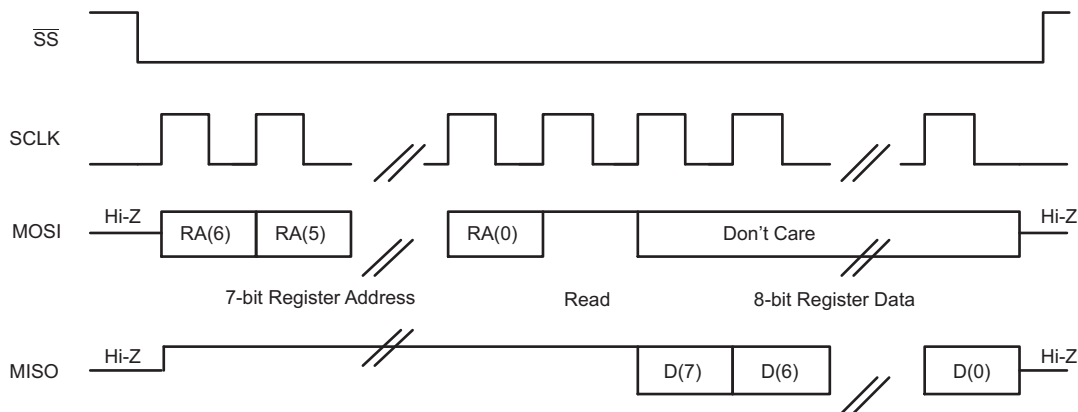 SS
SCLK
Hi-Z Hi-Z
MOSI RA(6) RA(5) RA(0) Don't Care
7-bit Register Address Read 8-bit Register Data
Hi-Z Hi-Z
MISO D(7) D(6) D(0)